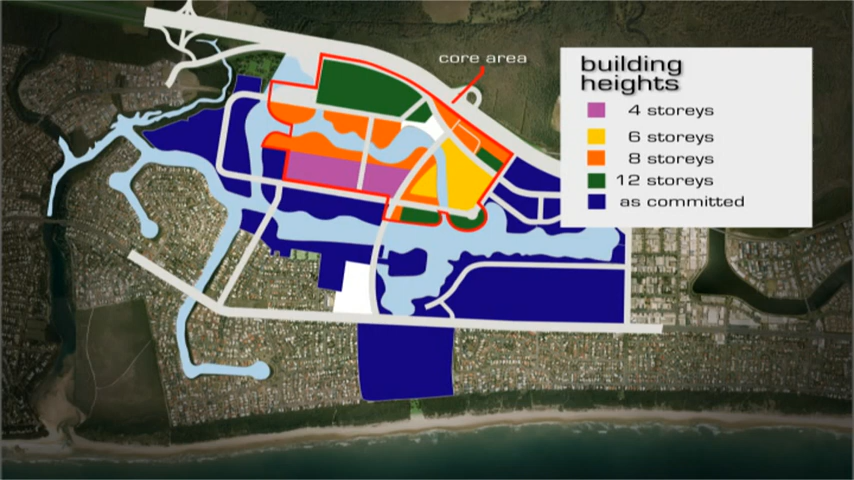 core area
building
heights
4 storeys
6 storeys
8 storeys
12 storeys
as committed